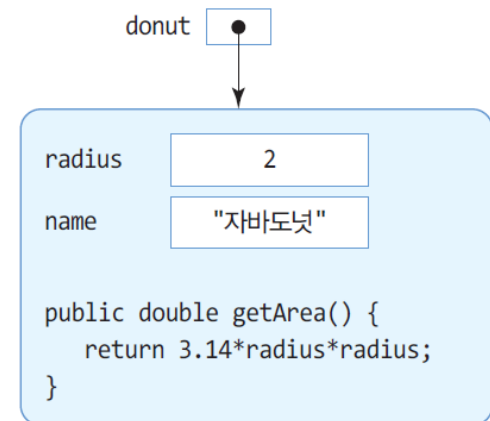 donut
radius 2
name "자바도넛"
public double getArea() {
return 3.14*radius*radius;
}